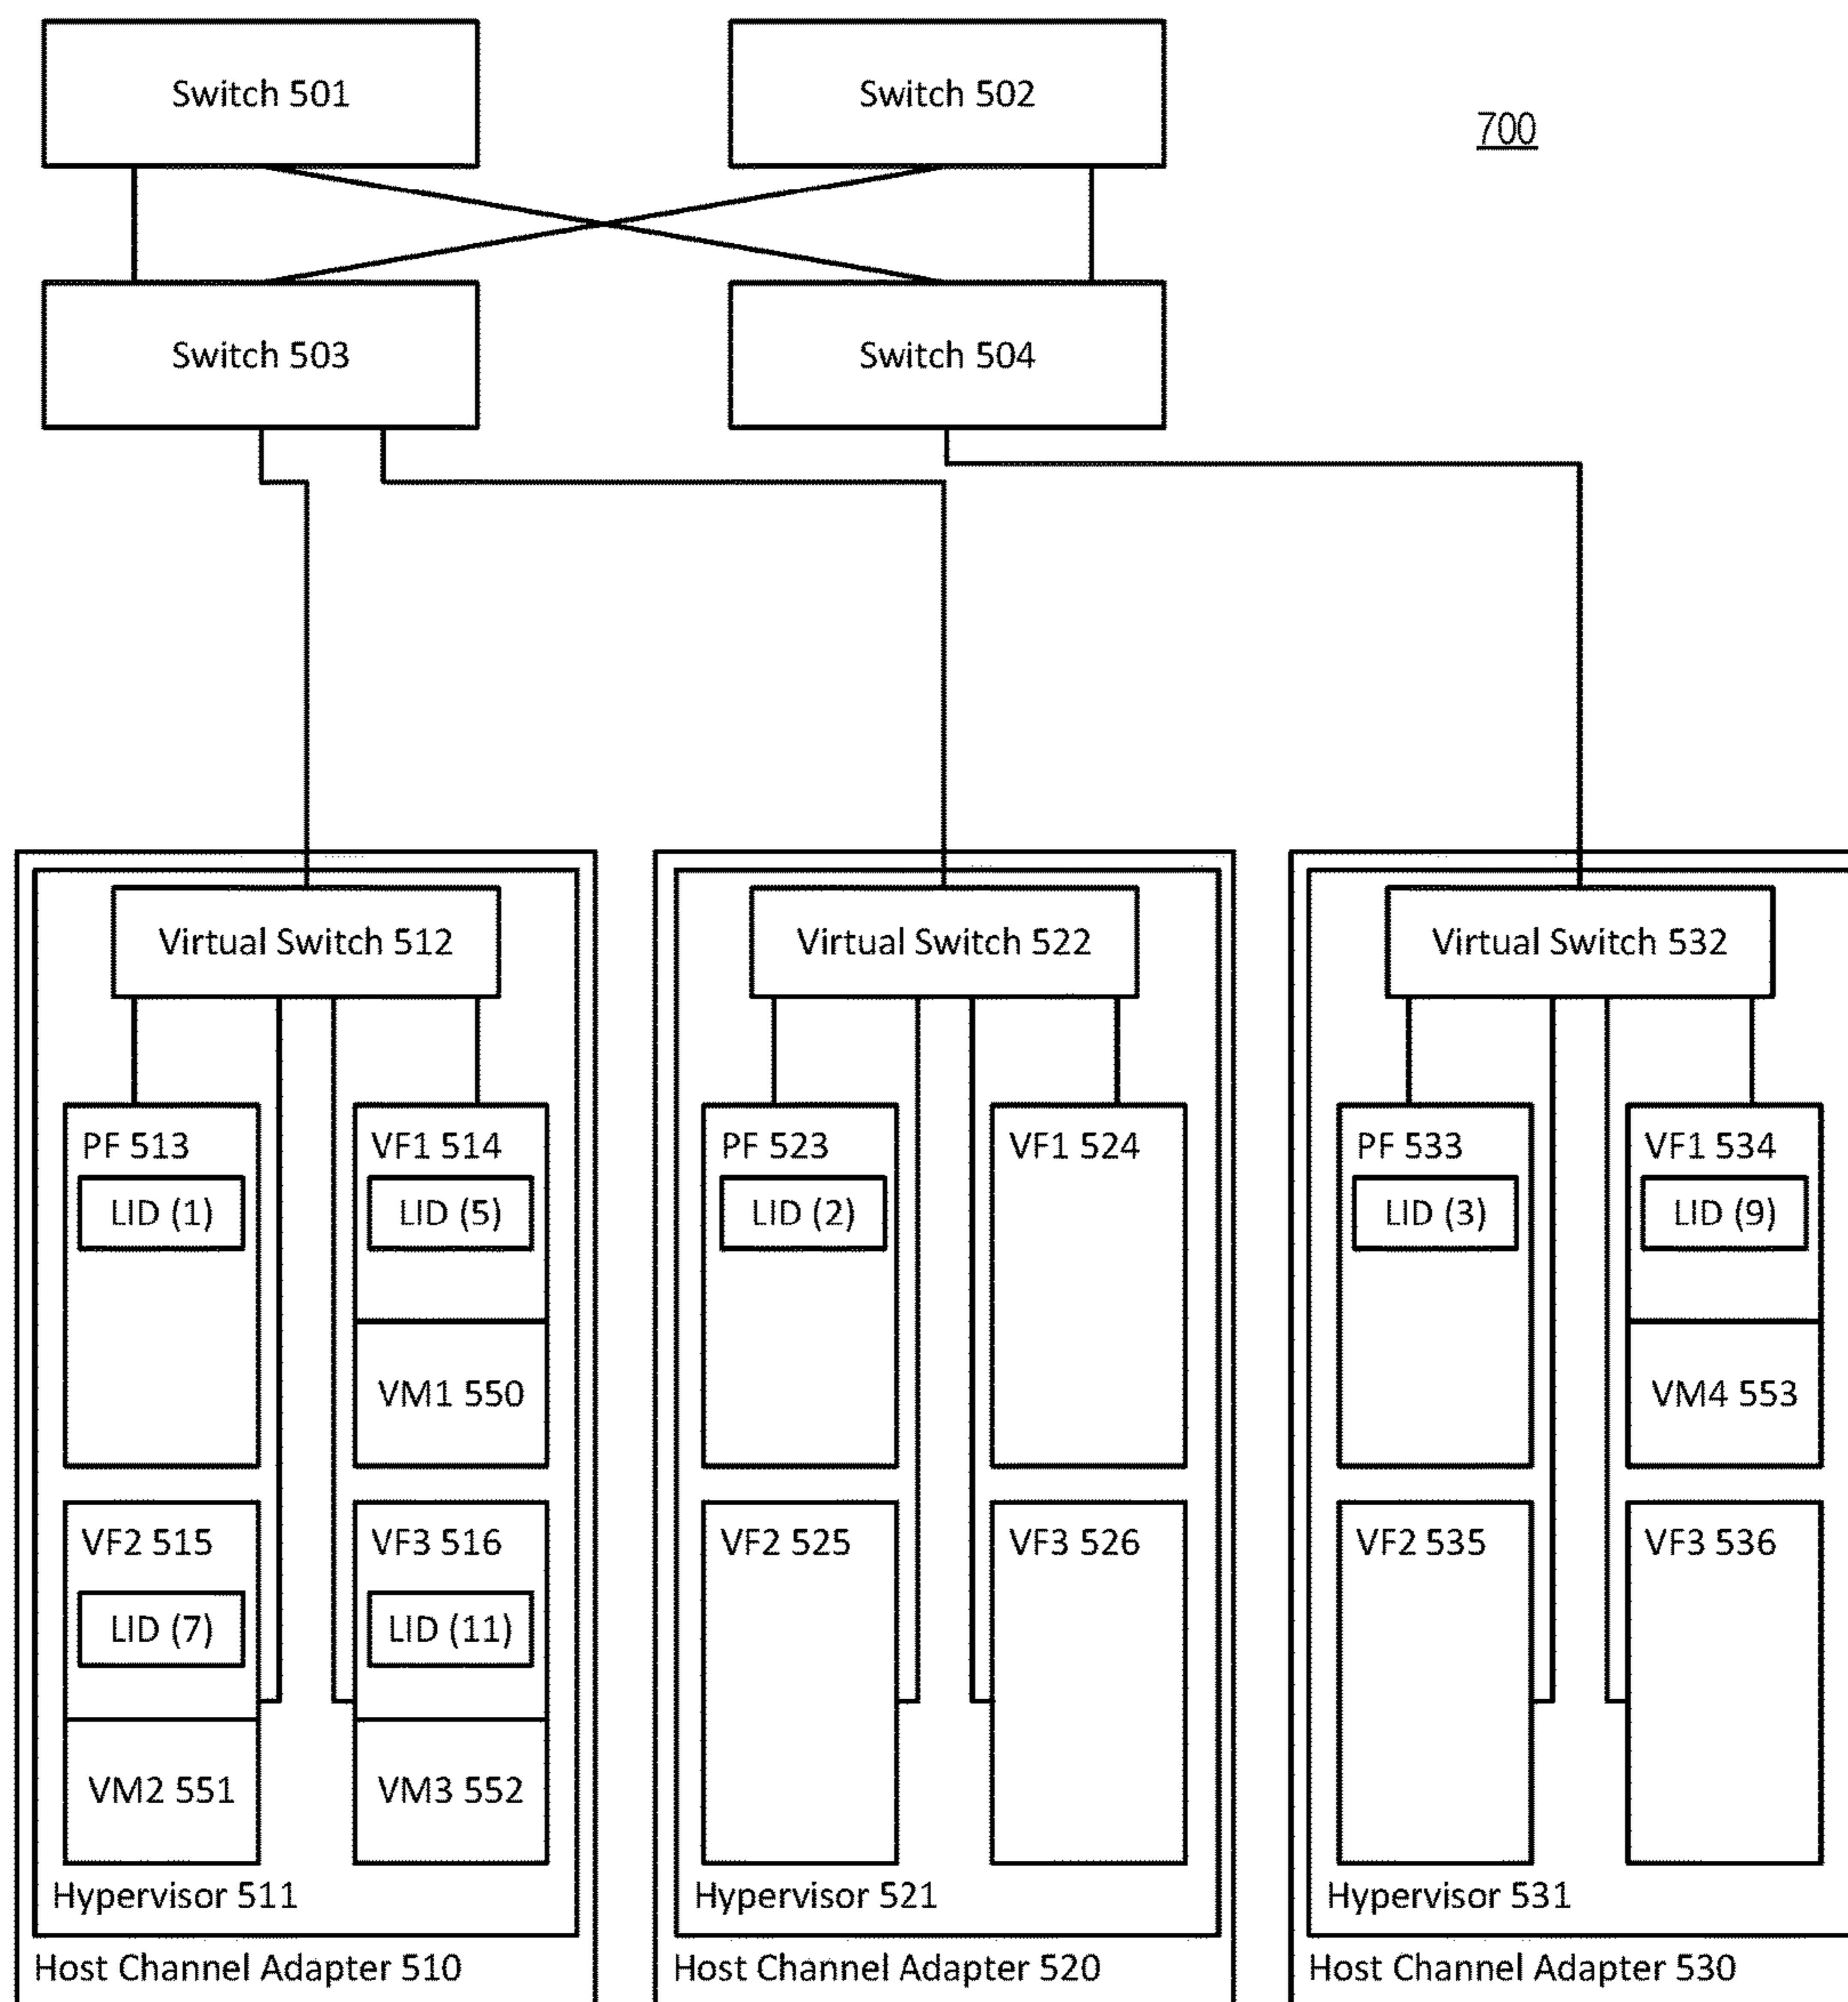 Switch 501
Switch 502
700
Switch 503
Switch 504
Virtual Switch 512
Virtual Switch 522
Virtual Switch 532
PF 513
LID (1)
VF1 514
LID (5)
VM1 550
PF 523
LID (2)
VF1 524
PF 533
LID (3)
VF1 534
LID (9)
VM4 553
VF2 515
LID (7)
VM2 551
VF3 516
LID (11)
VM3 552
VF2 525
VF3 526
VF2 535
VF3 536
Hypervisor 511
Hypervisor 521
Hypervisor 531
Host Channel Adapter 510
Host Channel Adapter 520
Host Channel Adapter 530